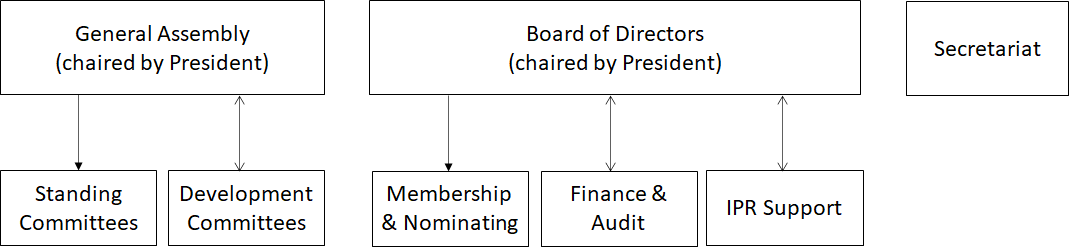 General Assembly
(chaired by President)
Board of Directors
(chaired by President)
Secretariat
Standing
Committees
Development
Committees
Membership
& Nominating
Finance &
Audit
IPR Support